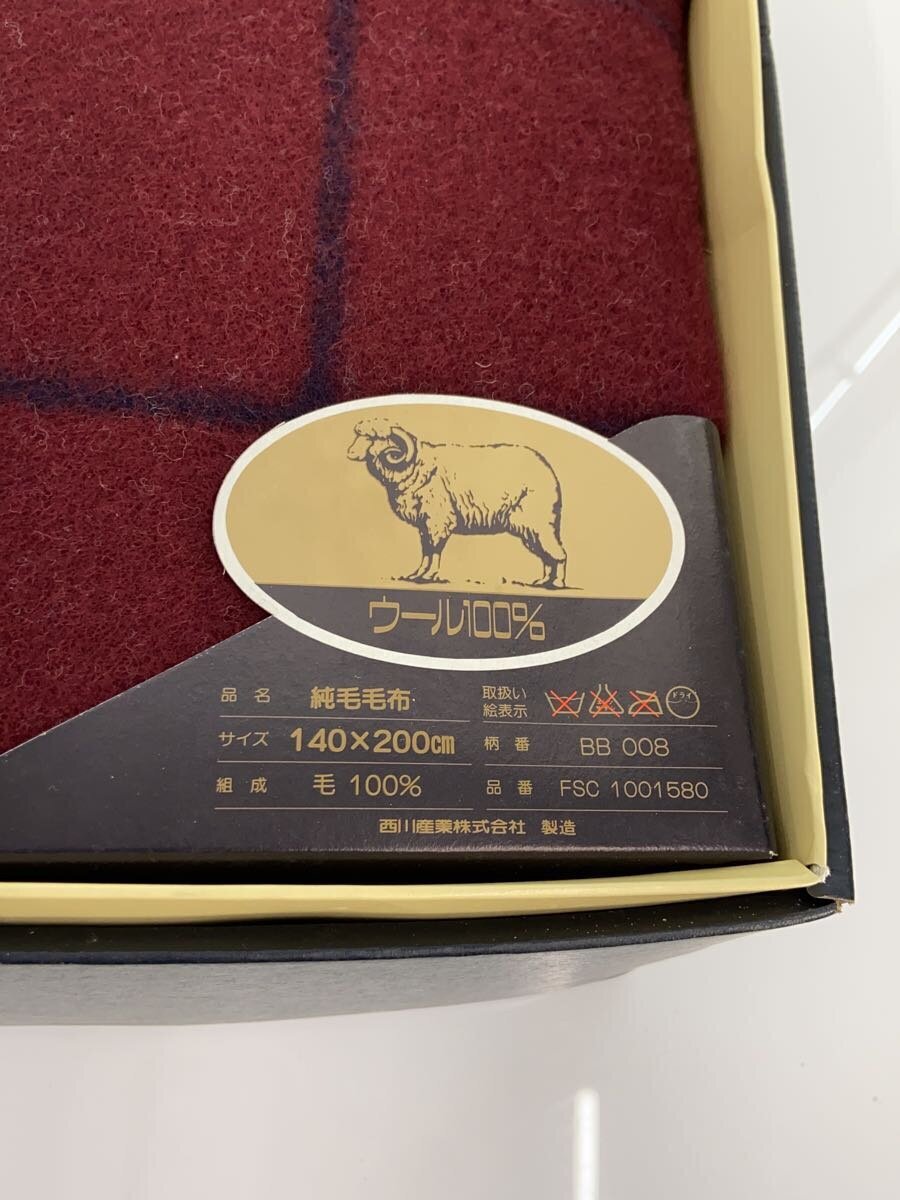 ウール100%
品名 純毛毛布
サイズ 140×200cm
組成 毛 100%
取扱い
絵表示 ドライ
柄番 BB 008
品番 FSC 1001580
西川産業株式会社 製造